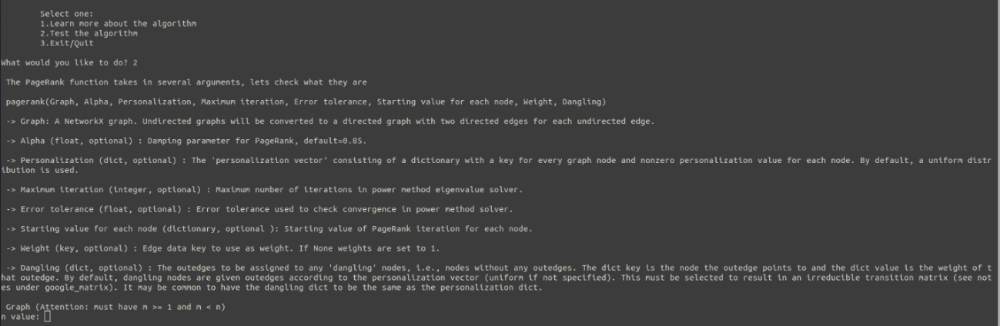 Select one:
1.Learn more about the algorithm
2.Test the algorithm
3.Exit/Quit
What would you like to do? 2
The PageRank function takes in several arguments, lets check what they are
pagerank(Graph, Alpha, Personalization, Maximum iteration, Error tolerance, Starting value for each node, Weight, Dangling)
-> Graph: A NetworkX graph. Undirected graphs will be converted to a directed graph with two directed edges for each undirected edge.
-> Alpha (float, optional) : Damping parameter for PageRank, default=0.85.
-> Personalization (dict, optional) : The 'personalization vector' consisting of a dictionary with a key for every graph node and nonzero personalization value for each node. By default, a uniform distr
ibution is used.
-> Maximum iteration (integer, optional) : Maximum number of iterations in power method eigenvalue solver.
-> Error tolerance (float, optional) : Error tolerance used to check convergence in power method solver.
-> Starting value for each node (dictionary, optional ): Starting value of PageRank iteration for each node.
-> Weight (key, optional) : Edge data key to use as weight. If None weights are set to 1.
-> Dangling (dict, optional) : The outedges to be assigned to any 'dangling' nodes, i.e., nodes without any outedges. The dict key is the node the outedge points to and the dict value is the weight of t
hat outedge. By default, dangling nodes are given outedges according to the personalization vector (uniform if not specified). This must be selected to result in an irreducible transition matrix (see not
es under google_matrix). It may be common to have the dangling dict to be the same as the personalization dict.
Graph (Attention: must have m >= 1 and m < n)
n value: